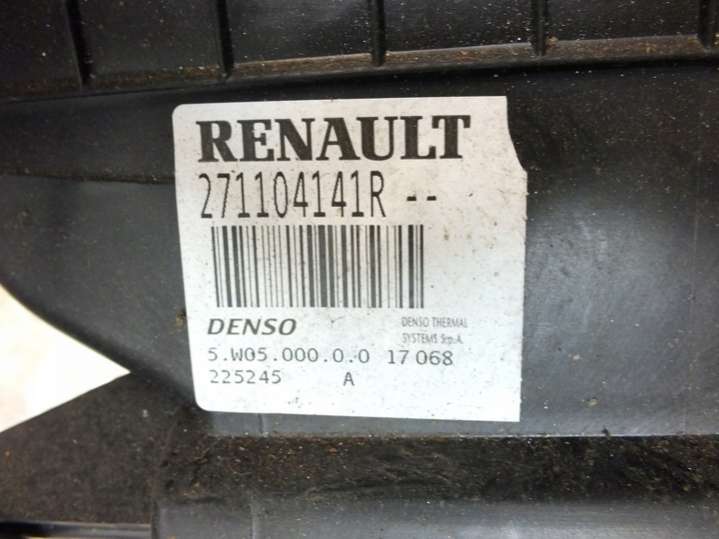 RENAULT
271104141R --
DENSO
DENSO THERMAL
SYSTEMS S.p.A.
5.W05.000.0.0 17 068
225245 A